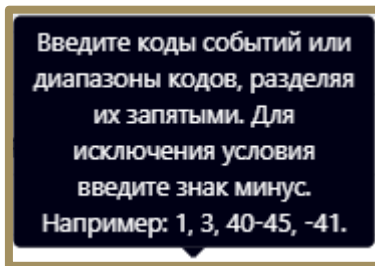 Введите коды событий или
диапазоны кодов, разделяя
их запятыми. Для
исключения условия
введите знак минус.
Например: 1, 3, 40-45, -41.